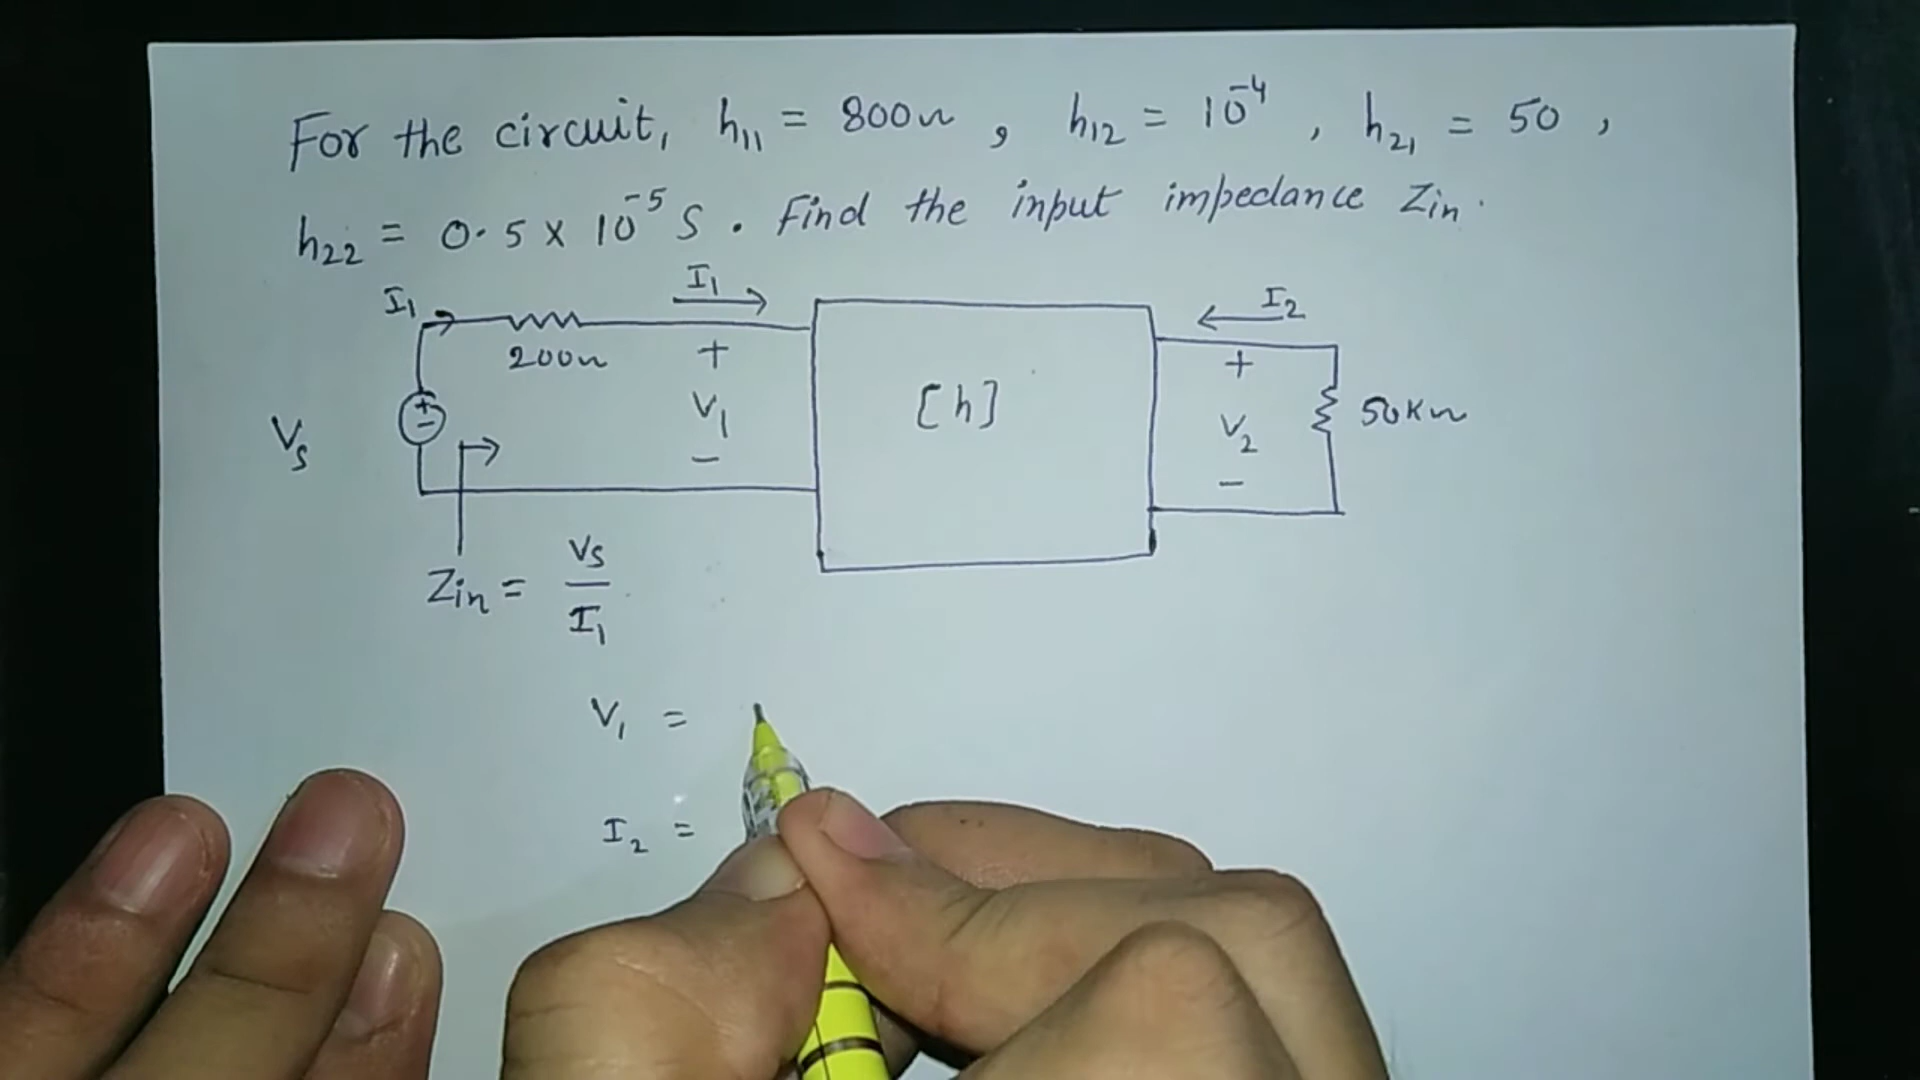 For the circuit, h11 = 800Ω, h12 = 10^-4, h21 = 50,
h22 = 0.5 x 10^-5 S. Find the input impedance Zin.
I1
I1
I2
200Ω
+
+
Vs
+
-
V1
[h]
V2
50KΩ
-
-
Zin = Vs/I1
V1 =
I2 =